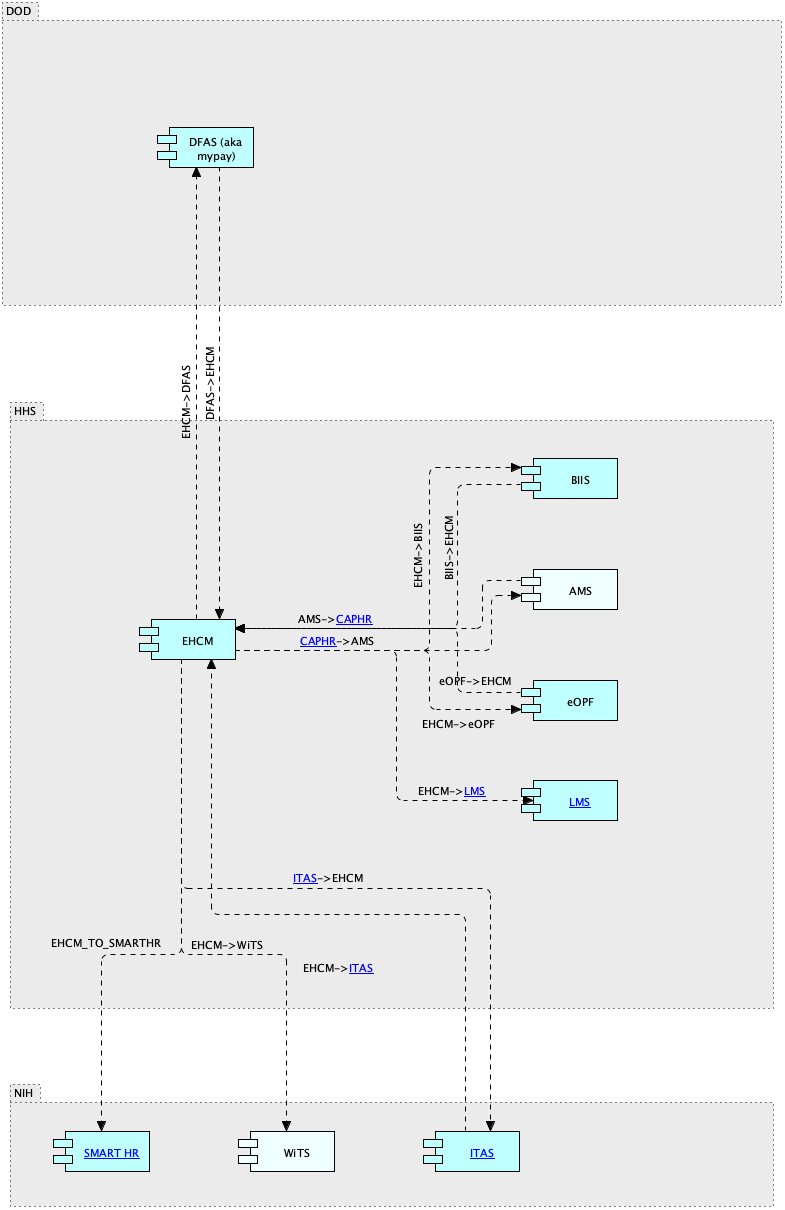 DOD
DFAS (aka
mypay)
EHCM->DFAS
DFAS->EHCM
HHS
BIIS
EHCM->BIIS
BIIS->EHCM
AMS
AMS->CAPHR
EHCM
CAPHR->AMS
eOPF->EHCM
eOPF
EHCM->eOPF
EHCM->LMS
LMS
ITAS->EHCM
EHCM_TO_SMARTHR
EHCM->WiTS
EHCM->ITAS
NIH
SMART HR
WiTS
ITAS